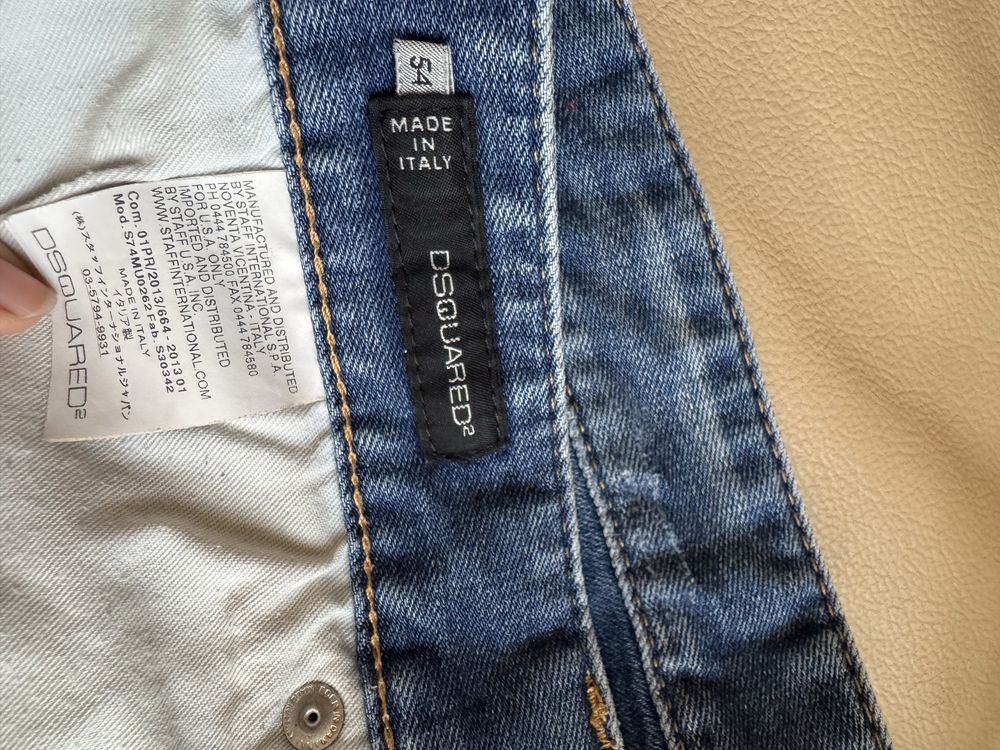 54
MADE
IN
ITALY
DSQUARED2
MANUFACTURED AND DISTRIBUTED
BY STAFF INTERNATIONAL S.P.A.
NOVENTA VICENTINA - ITALY
PH 0444 784500 FAX 0444 784580
FOR U.S.A. ONLY
IMPORTED AND DISTRIBUTED
BY STAFF U.S.A. INC.
WWW.STAFFINTERNATIONAL.COM
Com. 01PR/2013/664 - 2013 01
Mod. S74MU0262 Fab. S30342
MADE IN ITALY
イタリア製
(株)スタッフインターナショナルジャパン
03-5794-9931
DSQUARED2